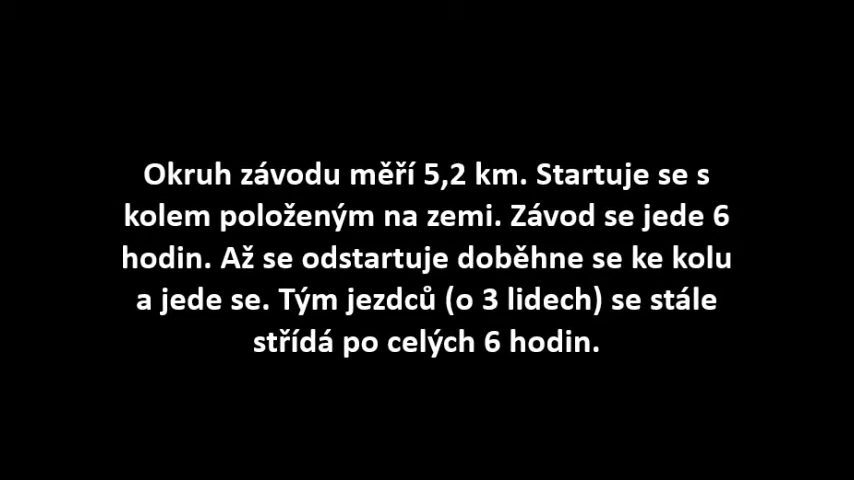 Okruh závodu měří 5,2 km. Startuje se s
kolem položeným na zemi. Závod se jede 6
hodin. Až se odstartuje doběhne se ke kolu
a jede se. Tým jezdců (o 3 lidech) se stále
střídá po celých 6 hodin.